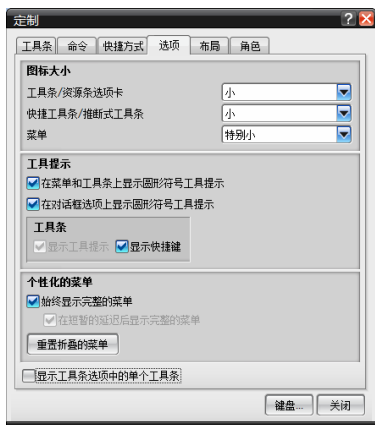 定制
工具条 命令 快捷方式 选项 布局 角色
图标大小
工具条/资源条选项卡 小
快捷工具条/推断式工具条 小
菜单 特别小
工具提示
在菜单和工具条上显示圆形符号工具提示
在对话框选项上显示圆形符号工具提示
工具条
显示工具提示 显示快捷键
个性化的菜单
始终显示完整的菜单
在短暂的延迟后显示完整的菜单
重置折叠的菜单
显示工具条选项中的单个工具条
键盘... 关闭